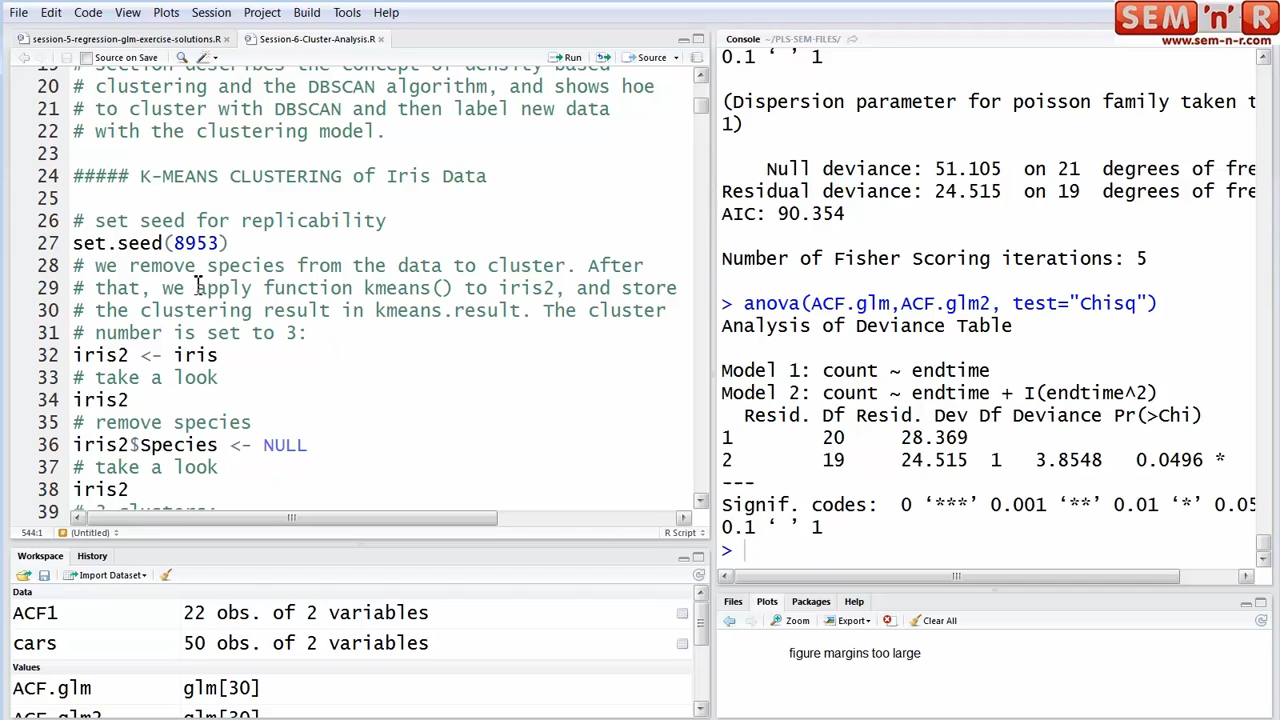 File Edit Code View Plots Session Project Build Tools Help
SEM 'n' R
www.sem-n-r.com
session-5-regression-glm-exercise-solutions.R × Session-6-Cluster-Analysis.R ×
Source on Save Run Source
20 # clustering and the DBSCAN algorithm, and shows hoe
21 # to cluster with DBSCAN and then label new data
22 # with the clustering model.
23
24 ##### K-MEANS CLUSTERING of Iris Data
25
26 # set seed for replicability
27 set.seed(8953)
28 # we remove species from the data to cluster. After
29 # that, we apply function kmeans() to iris2, and store
30 # the clustering result in kmeans.result. The cluster
31 # number is set to 3:
32 iris2 <- iris
33 # take a look
34 iris2
35 # remove species
36 iris2$Species <- NULL
37 # take a look
38 iris2
39
544:1 (Untitled) R Script
Workspace History
Import Dataset
Data
ACF1 22 obs. of 2 variables
cars 50 obs. of 2 variables
Values
ACF.glm glm[30]
Console ~/PLS-SEM-FILES/
0.1 ‘ ’ 1
(Dispersion parameter for poisson family taken t
1)
Null deviance: 51.105 on 21 degrees of fre
Residual deviance: 24.515 on 19 degrees of fre
AIC: 90.354
Number of Fisher Scoring iterations: 5
> anova(ACF.glm,ACF.glm2, test="Chisq")
Analysis of Deviance Table
Model 1: count ~ endtime
Model 2: count ~ endtime + I(endtime^2)
Resid. Df Resid. Dev Df Deviance Pr(>Chi)
1 20 28.369
2 19 24.515 1 3.8548 0.0496 *
---
Signif. codes: 0 ‘***’ 0.001 ‘**’ 0.01 ‘*’ 0.05
0.1 ‘ ’ 1
>
Files Plots Packages Help
Zoom Export Clear All
figure margins too large